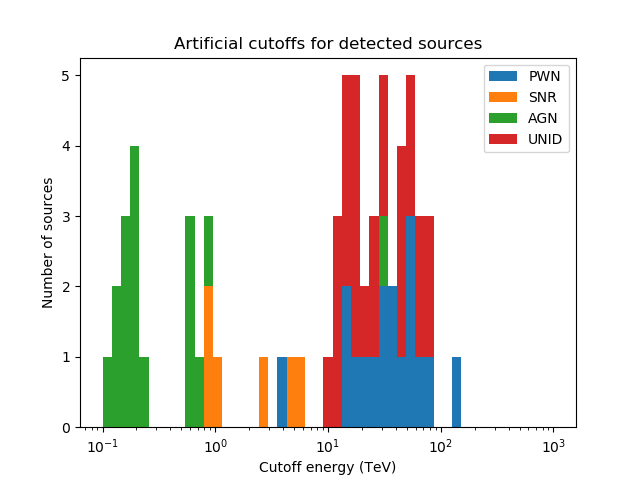 Artificial cutoffs for detected sources
Number of sources
5
4
3
2
1
0
10⁻¹
10⁰
10¹
10²
10³
Cutoff energy (TeV)
PWN
SNR
AGN
UNID